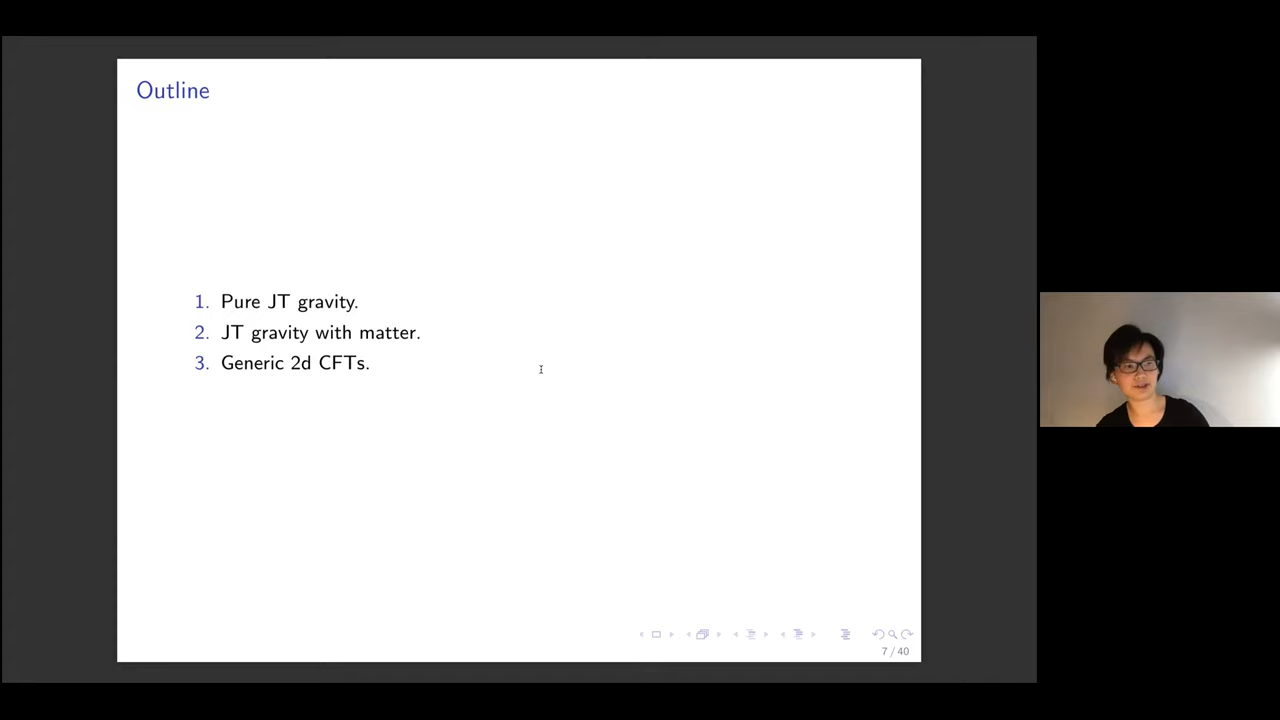 Outline
1. Pure JT gravity.
2. JT gravity with matter.
3. Generic 2d CFTs.
7 / 40